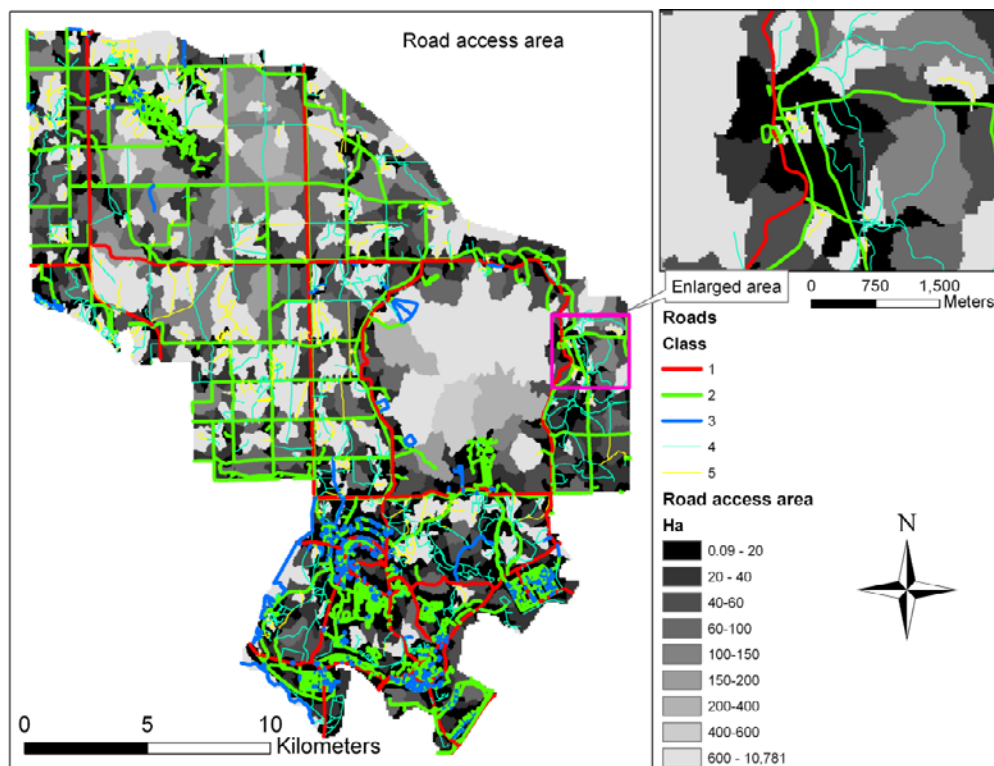 Road access area
Enlarged area
0 750 1,500
Meters
Roads
Class
1
2
3
4
5
Road access area
Ha
0.09 - 20
20 - 40
40-60
60-100
100-150
150-200
200-400
400-600
600 - 10,781
N
0 5 10
Kilometers